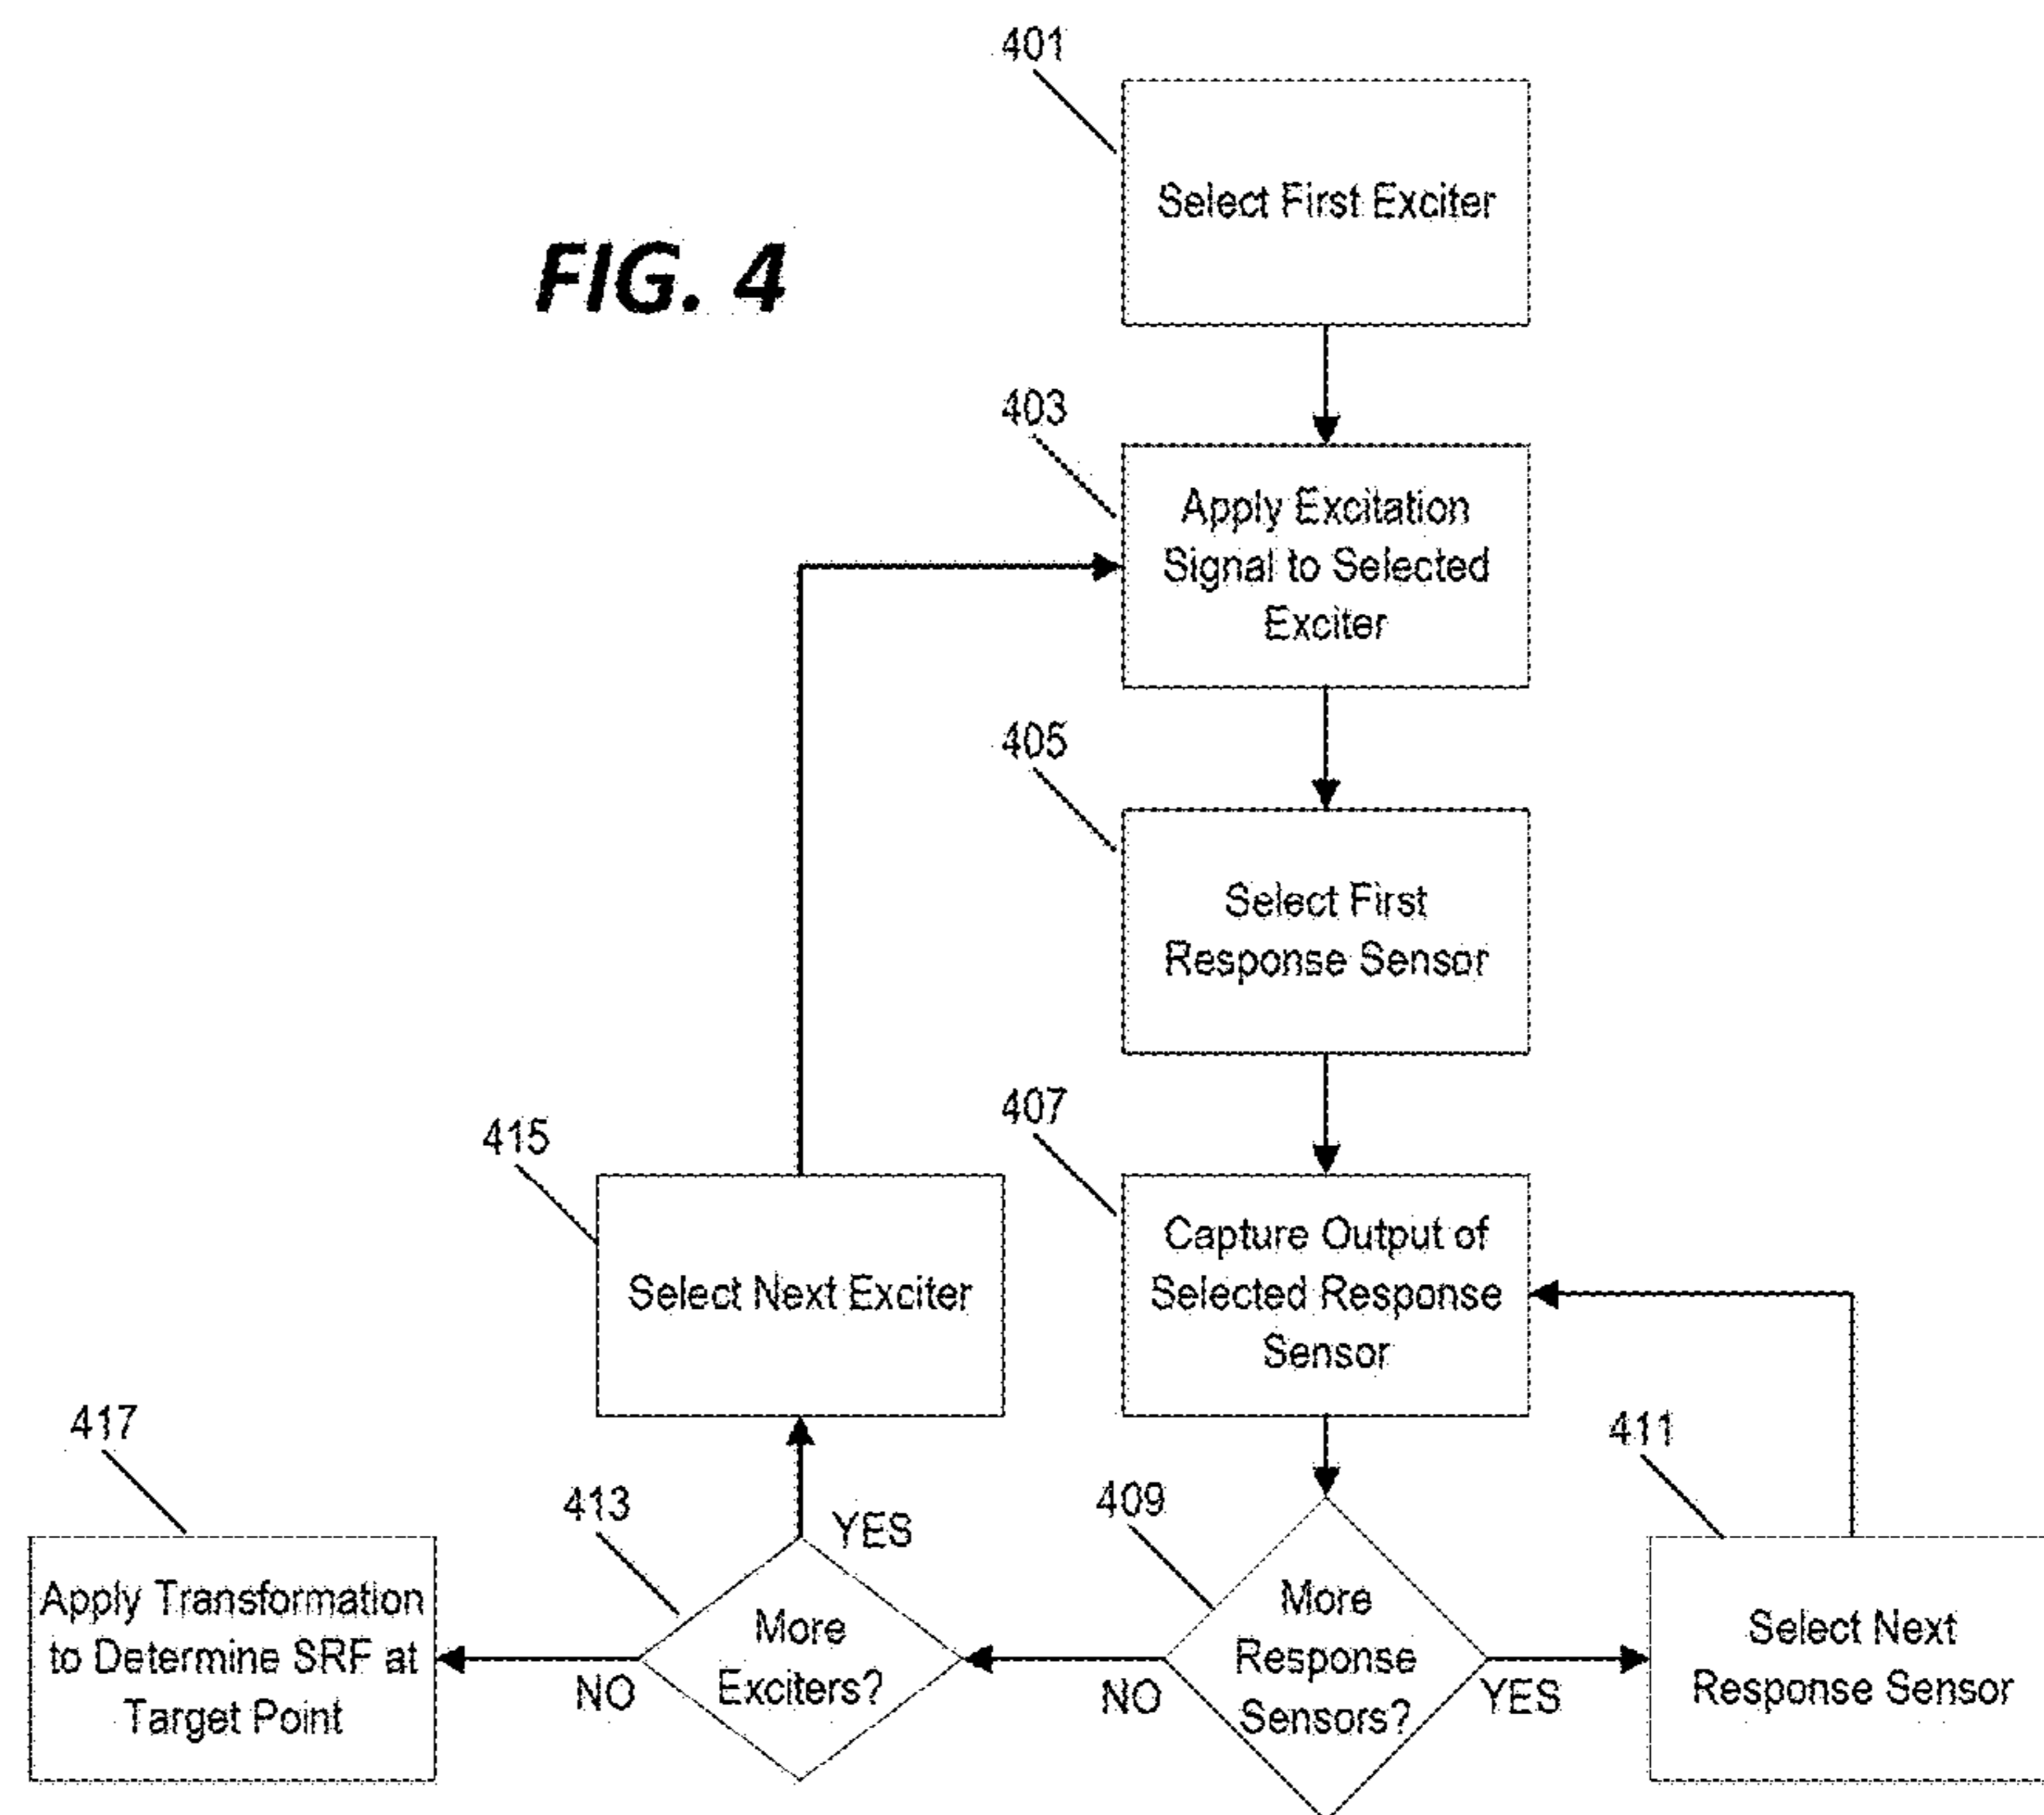 401
Select First Exciter
FIG. 4
403
Apply Excitation
Signal to Selected
Exciter
405
Select First
Response Sensor
407
Capture Output of
Selected Response
Sensor
415
Select Next Exciter
417
Apply Transformation
to Determine SRF at
Target Point
413
More
Exciters?
YES
NO
409
More
Response
Sensors?
NO
YES
411
Select Next
Response Sensor